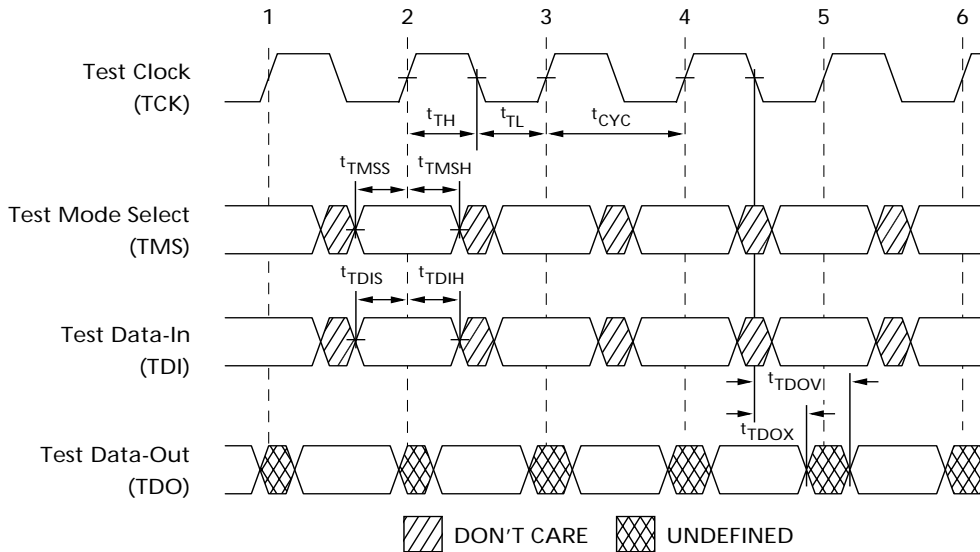 1 2 3 4 5 6
Test Clock
(TCK)
tTH tTL tCYC
tTMSS tTMSH
Test Mode Select
(TMS)
tTDIS tTDIH
Test Data-In
(TDI)
tTDOV
tTDOX
Test Data-Out
(TDO)
DON'T CARE UNDEFINED